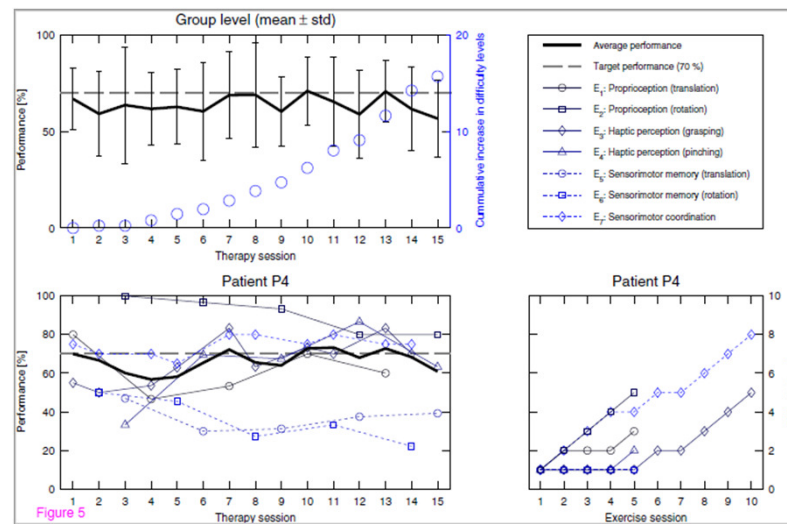 Group level (mean ± std)
100
50
0
Performance [%]
20
10
0
Cummulative increase in difficulty levels
1 2 3 4 5 6 7 8 9 10 11 12 13 14 15
Therapy session
Average performance
Target performance (70 %)
E1: Proprioception (translation)
E2: Proprioception (rotation)
E3: Haptic perception (grasping)
E4: Haptic perception (pinching)
E5: Sensorimotor memory (translation)
E6: Sensorimotor memory (rotation)
E7: Sensorimotor coordination
Patient P4
100
80
60
40
20
0
Performance [%]
1 2 3 4 5 6 7 8 9 10 11 12 13 14 15
Therapy session
Patient P4
10
8
6
4
2
0
1 2 3 4 5 6 7 8 9 10
Exercise session
Figure 5